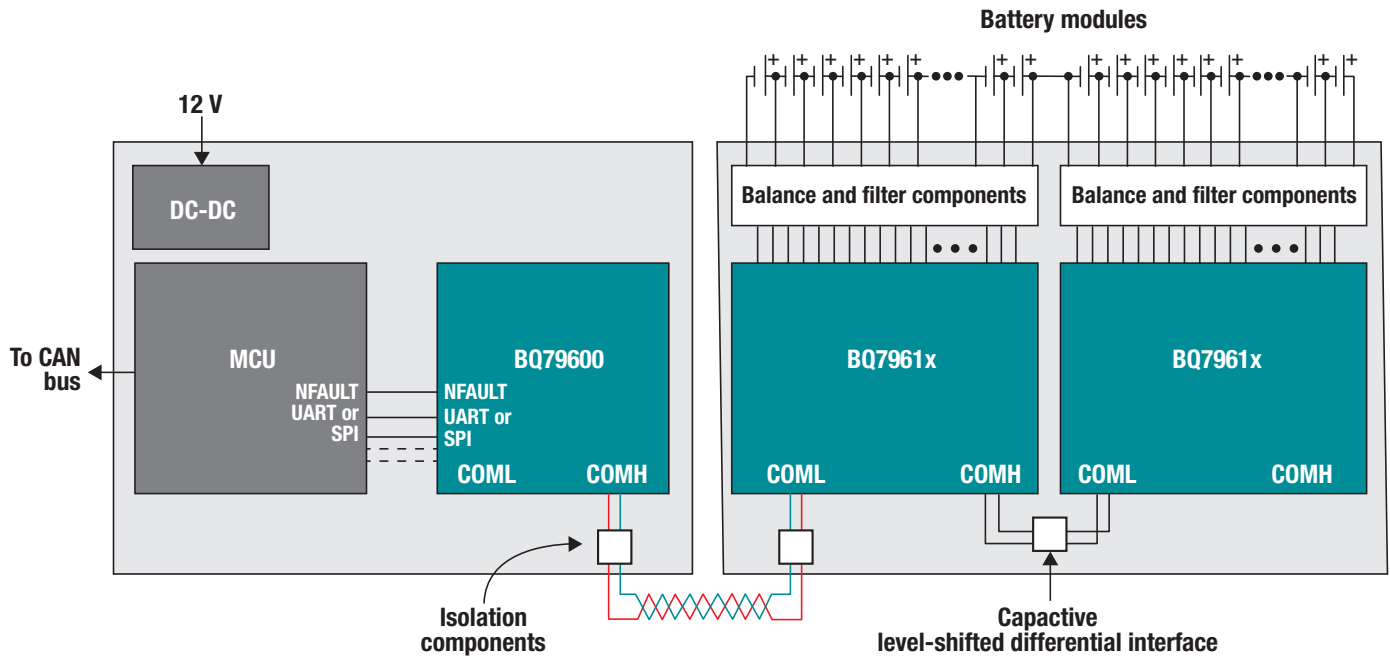 Battery modules
12 V
DC-DC
Balance and filter components
Balance and filter components
To CAN
bus
MCU
NFAULT
UART or
SPI
BQ79600
NFAULT
UART or
SPI
COML
COMH
BQ7961x
COML
COMH
BQ7961x
COML
COMH
Isolation
components
Capactive
level-shifted differential interface